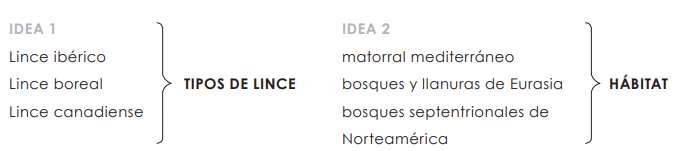 IDEA 1
Lince ibérico
Lince boreal
Lince canadiense
TIPOS DE LINCE
IDEA 2
matorral mediterráneo
bosques y llanuras de Eurasia
bosques septentrionales de
Norteamérica
HÁBITAT